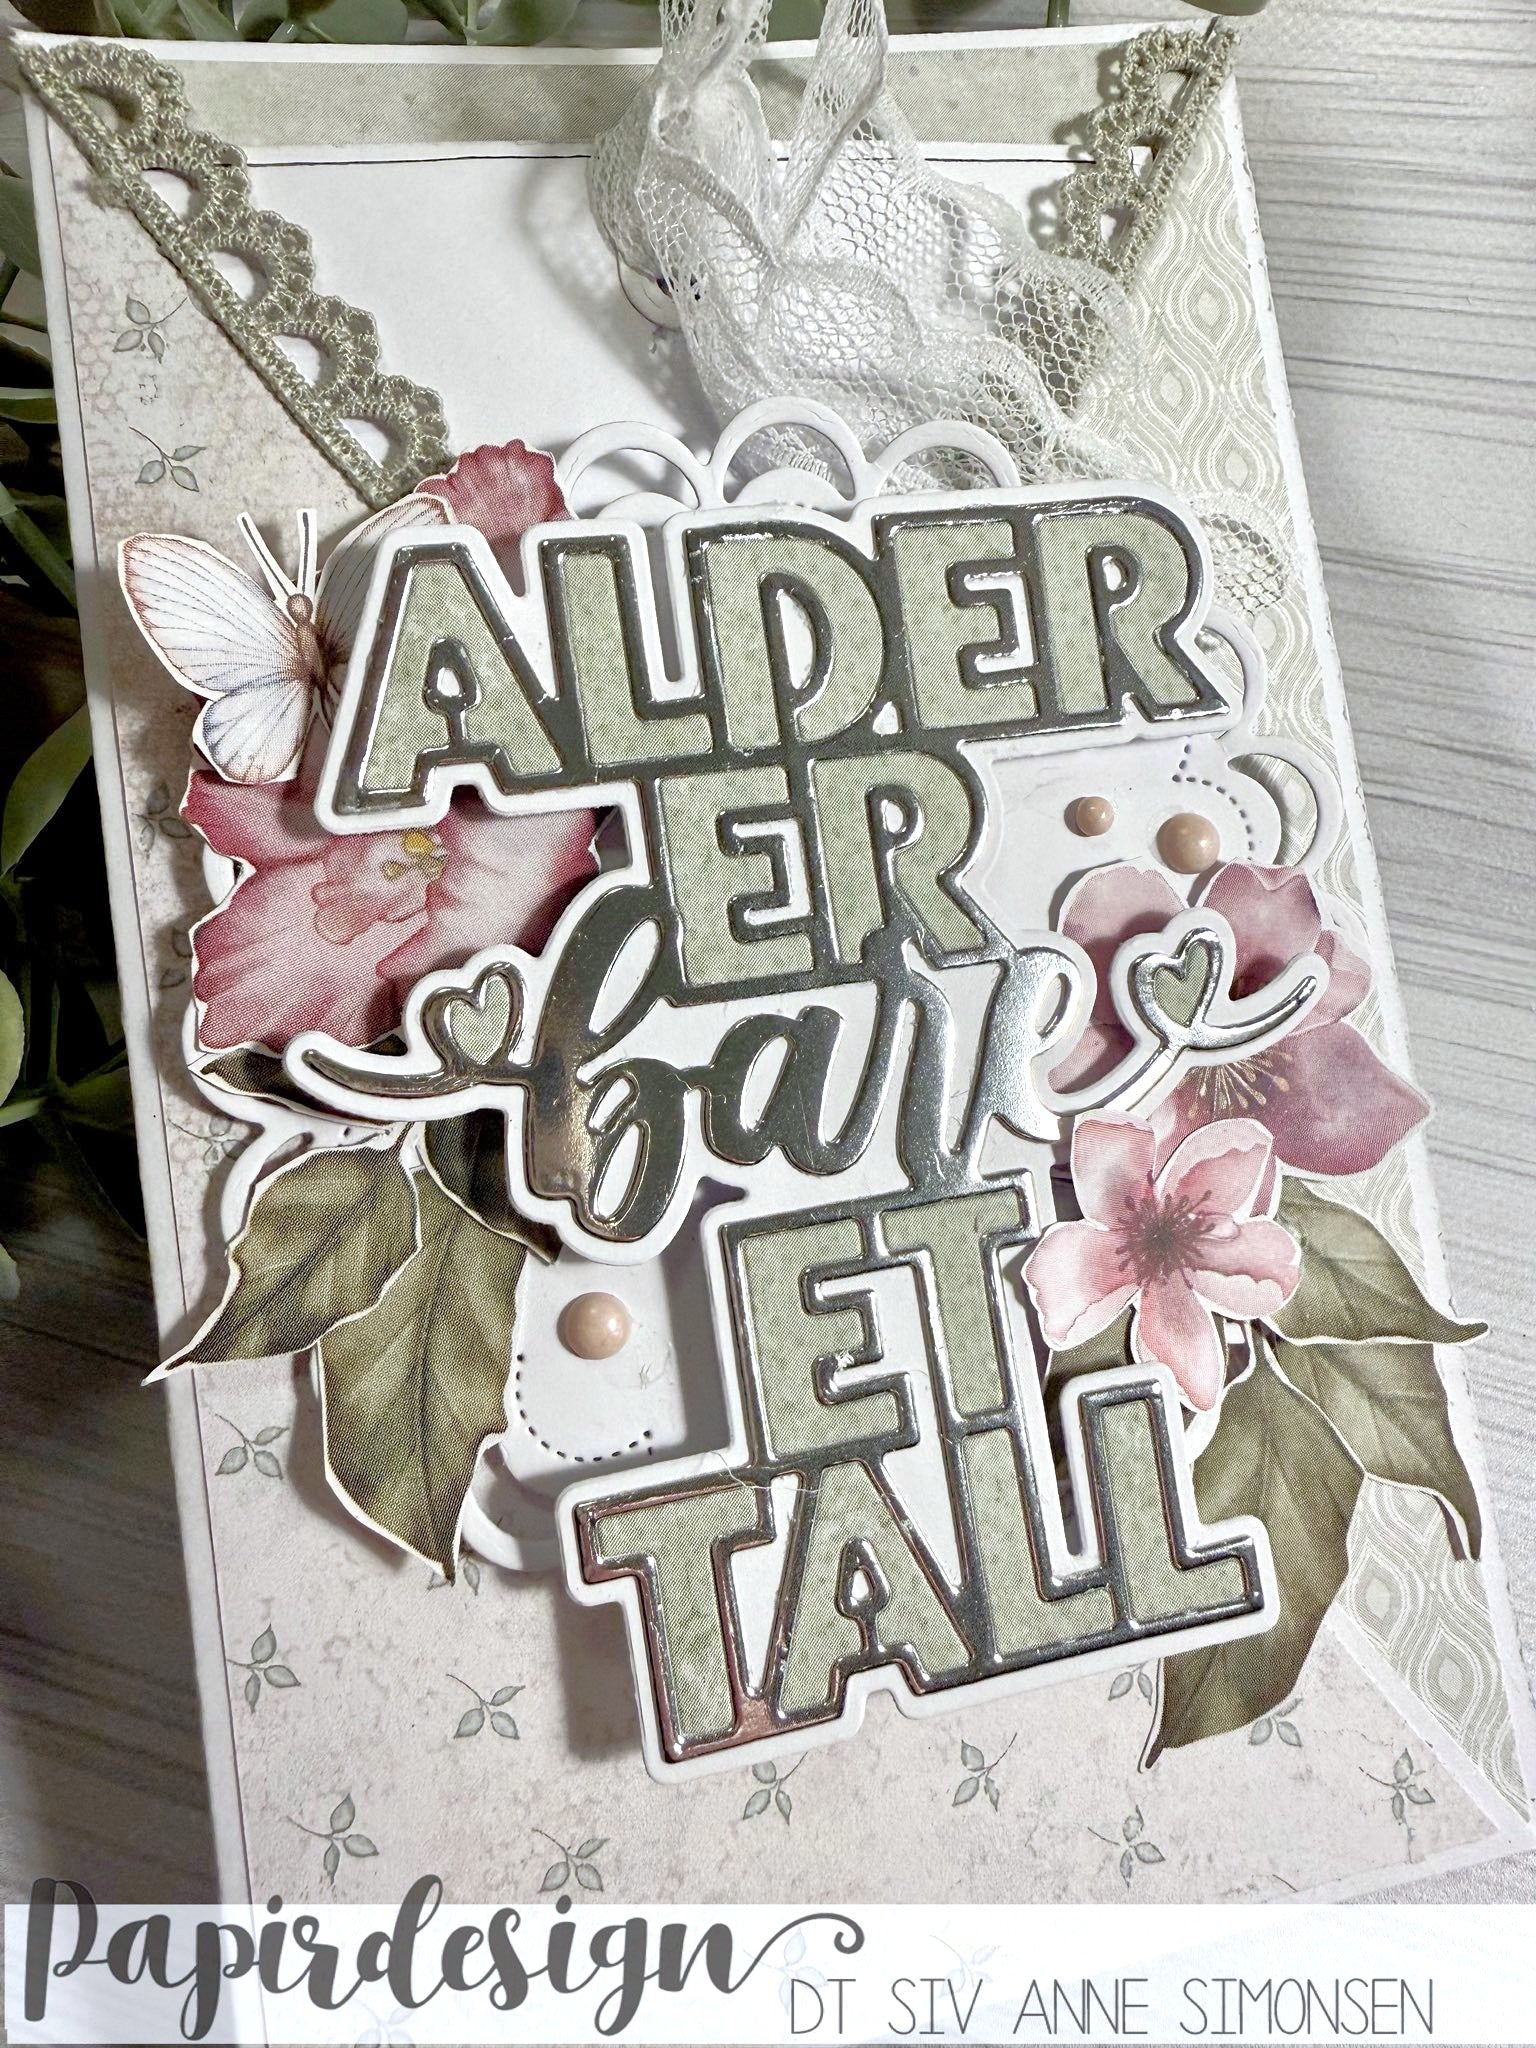 ALDER
ER
bare
ET
TALL
Papirdesign
DT SIV ANNE SIMONSEN